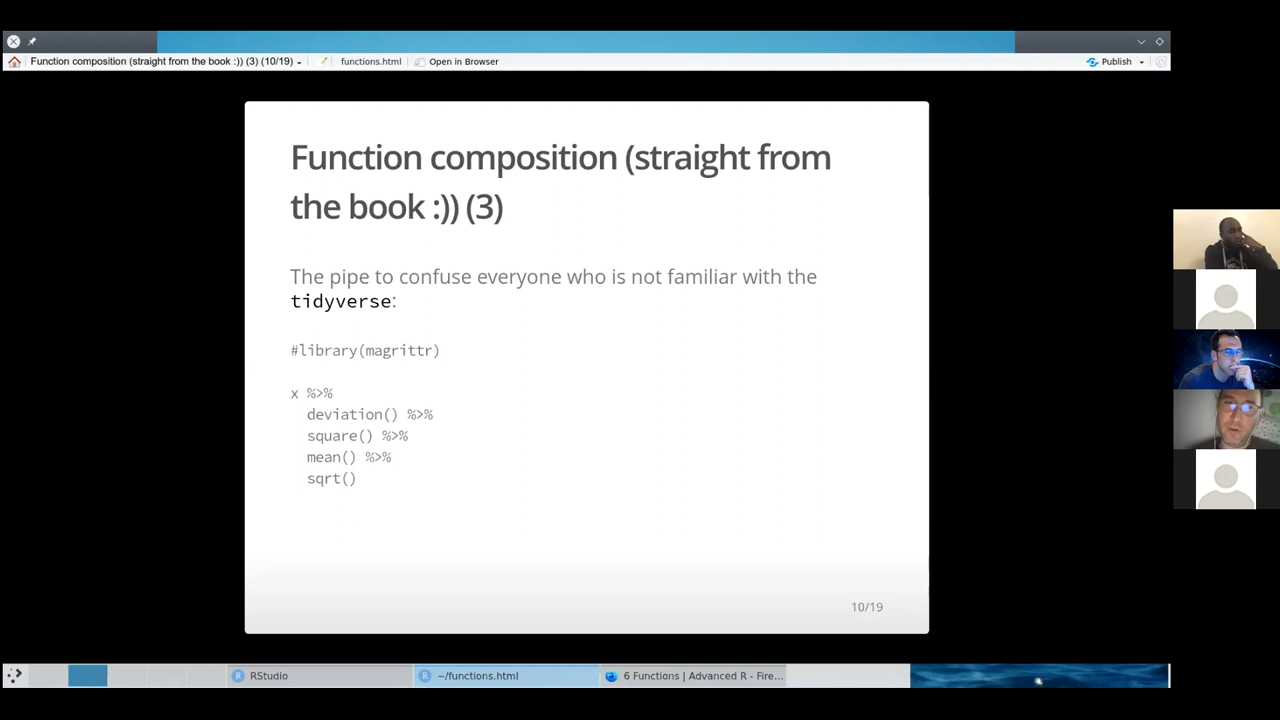 Function composition (straight from the book :)) (3) (10/19)
functions.html
Open in Browser
Publish
Function composition (straight from
the book :)) (3)
The pipe to confuse everyone who is not familiar with the
tidyverse:
#library(magrittr)
x %>%
deviation() %>%
square() %>%
mean() %>%
sqrt()
10/19
RStudio
~/functions.html
6 Functions | Advanced R - Fire...